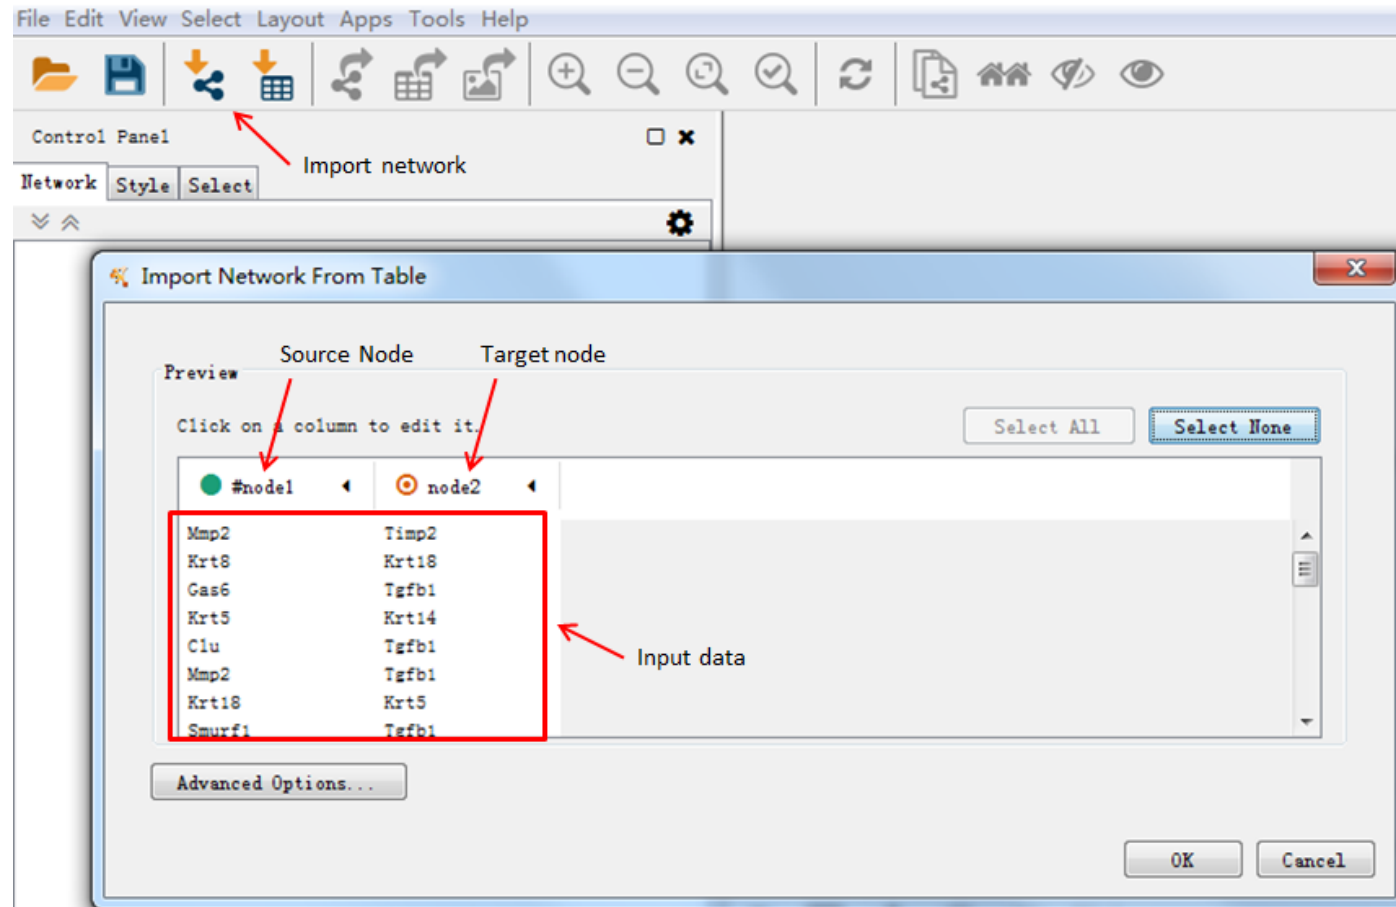 File Edit View Select Layout Apps Tools Help
Control Panel
Import network
Network Style Select
Import Network From Table
Source Node Target node
Preview
Click on a column to edit it.
Select All Select None
#node1 node2
Mmp2 Timp2
Krt8 Krt18
Gas6 Tgfb1
Krt5 Krt14
Clu Tgfb1
Mmp2 Tgfb1
Input data
Krt18 Krt5
Smurf1 Tgfb1
Advanced Options...
OK Cancel